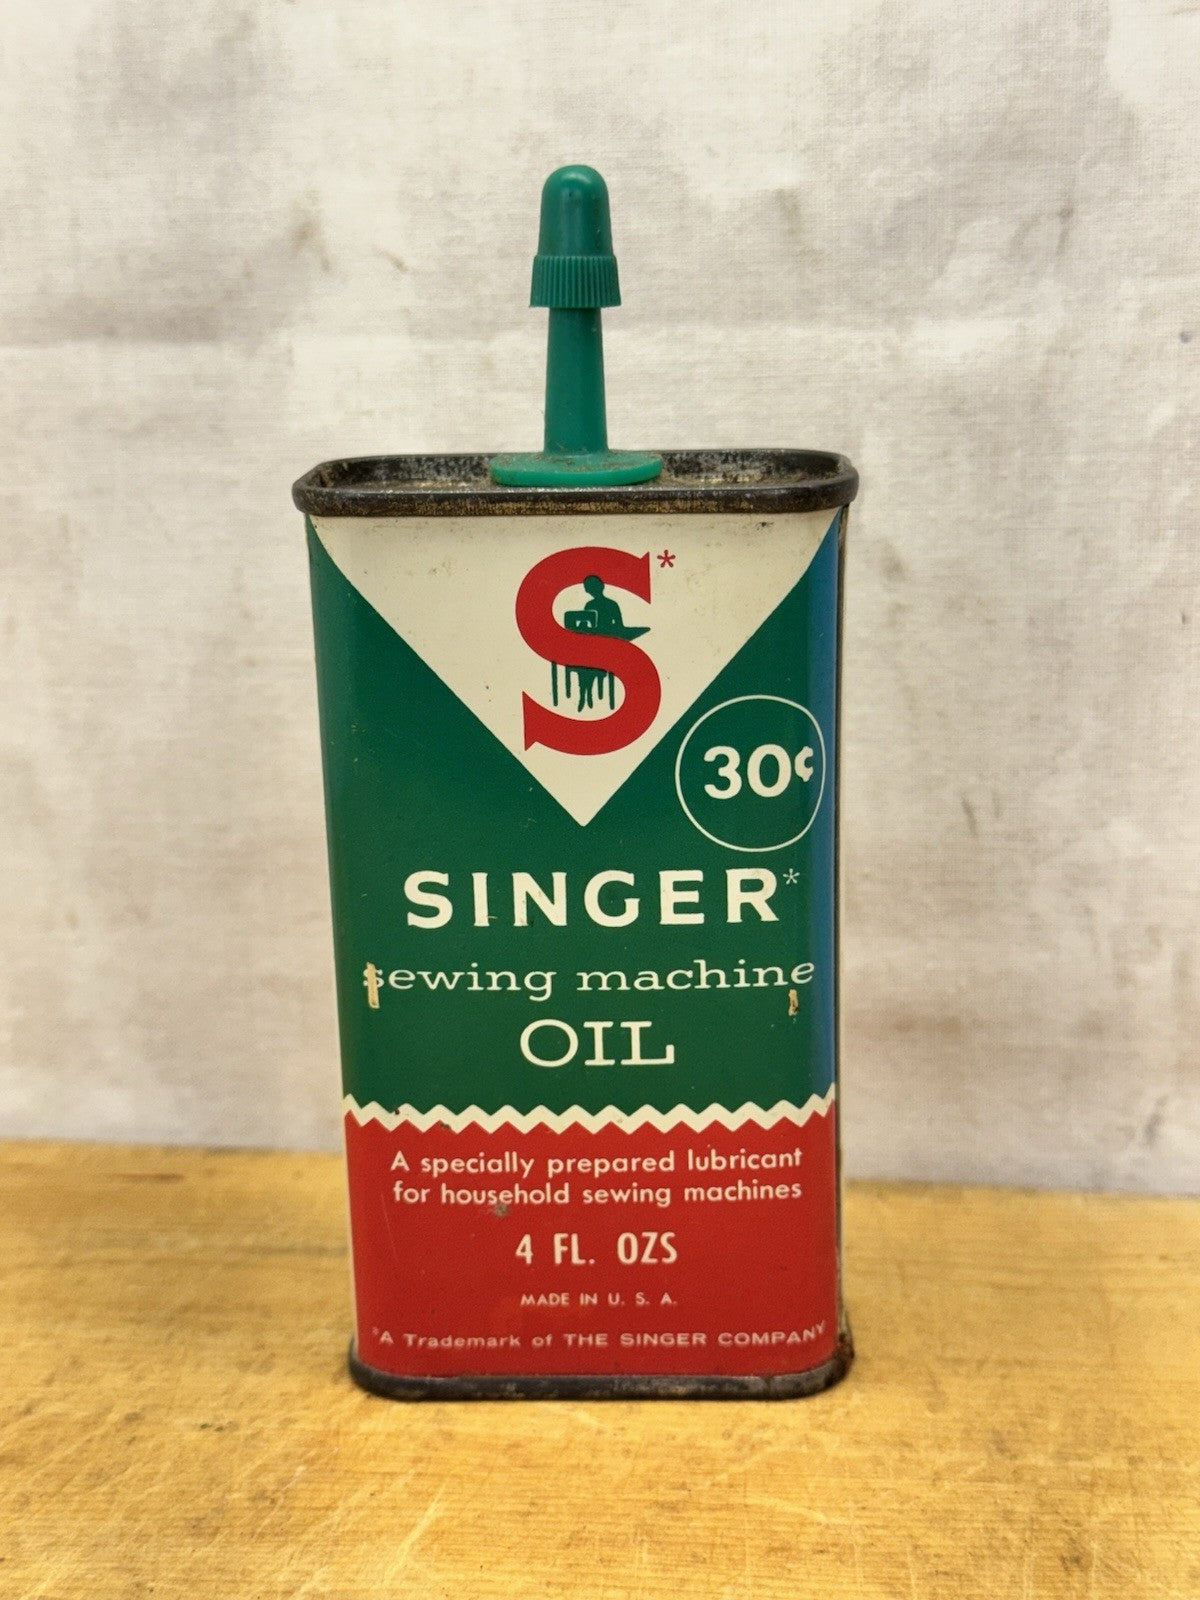 S*
30¢
SINGER*
sewing machine
OIL
A specially prepared lubricant
for household sewing machines
4 FL. OZS
MADE IN U. S. A.
*A Trademark of THE SINGER COMPANY